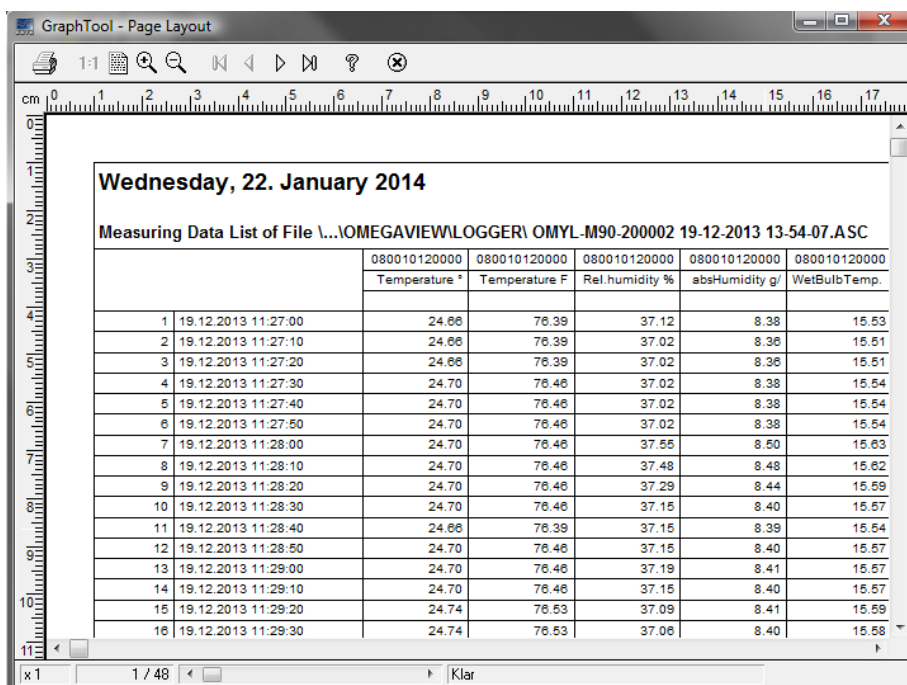 GraphTool - Page Layout
1:1
cm 0 1 2 3 4 5 6 7 8 9 10 11 12 13 14 15 16 17
0
1
Wednesday, 22. January 2014
2
Measuring Data List of File \...\OMEGAVIEW\LOGGER\ OMYL-M90-200002 19-12-2013 13-54-07.ASC
080010120000 080010120000 080010120000 080010120000 080010120000
3
Temperature ° Temperature F Rel.humidity % absHumidity g/ WetBulbTemp.
4
1 19.12.2013 11:27:00 24.66 76.39 37.12 8.38 15.53
2 19.12.2013 11:27:10 24.66 76.39 37.02 8.36 15.51
5
3 19.12.2013 11:27:20 24.66 76.39 37.02 8.36 15.51
4 19.12.2013 11:27:30 24.70 76.46 37.02 8.38 15.54
6
5 19.12.2013 11:27:40 24.70 76.46 37.02 8.38 15.54
6 19.12.2013 11:27:50 24.70 76.46 37.02 8.38 15.54
7
7 19.12.2013 11:28:00 24.70 76.46 37.55 8.50 15.63
8 19.12.2013 11:28:10 24.70 76.46 37.48 8.48 15.62
9 19.12.2013 11:28:20 24.70 76.46 37.29 8.44 15.59
8
10 19.12.2013 11:28:30 24.70 76.46 37.15 8.40 15.57
11 19.12.2013 11:28:40 24.66 76.39 37.15 8.39 15.54
9
12 19.12.2013 11:28:50 24.70 76.46 37.15 8.40 15.57
13 19.12.2013 11:29:00 24.70 76.46 37.19 8.41 15.57
14 19.12.2013 11:29:10 24.70 76.46 37.15 8.40 15.57
10
15 19.12.2013 11:29:20 24.74 76.53 37.09 8.41 15.59
16 19.12.2013 11:29:30 24.74 76.53 37.06 8.40 15.58
11
x 1 1 / 48 Klar